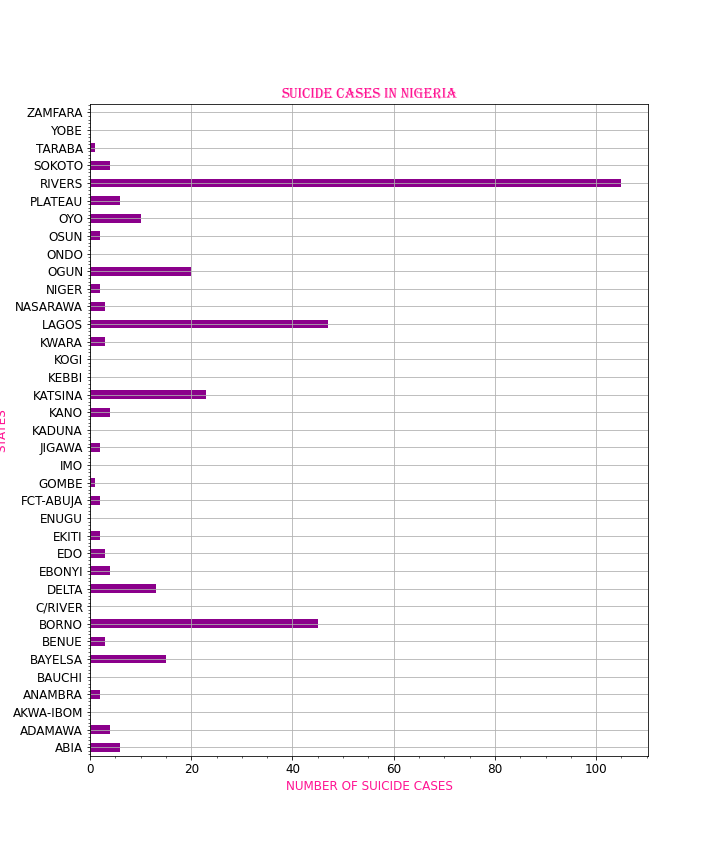 SUICIDE CASES IN NIGERIA
ZAMFARA
YOBE
TARABA
SOKOTO
RIVERS
PLATEAU
OYO
OSUN
ONDO
OGUN
NIGER
NASARAWA
LAGOS
KWARA
KOGI
KEBBI
KATSINA
KANO
KADUNA
STATES
JIGAWA
IMO
GOMBE
FCT-ABUJA
ENUGU
EKITI
EDO
EBONYI
DELTA
C/RIVER
BORNO
BENUE
BAYELSA
BAUCHI
ANAMBRA
AKWA-IBOM
ADAMAWA
ABIA
0 20 40 60 80 100
NUMBER OF SUICIDE CASES